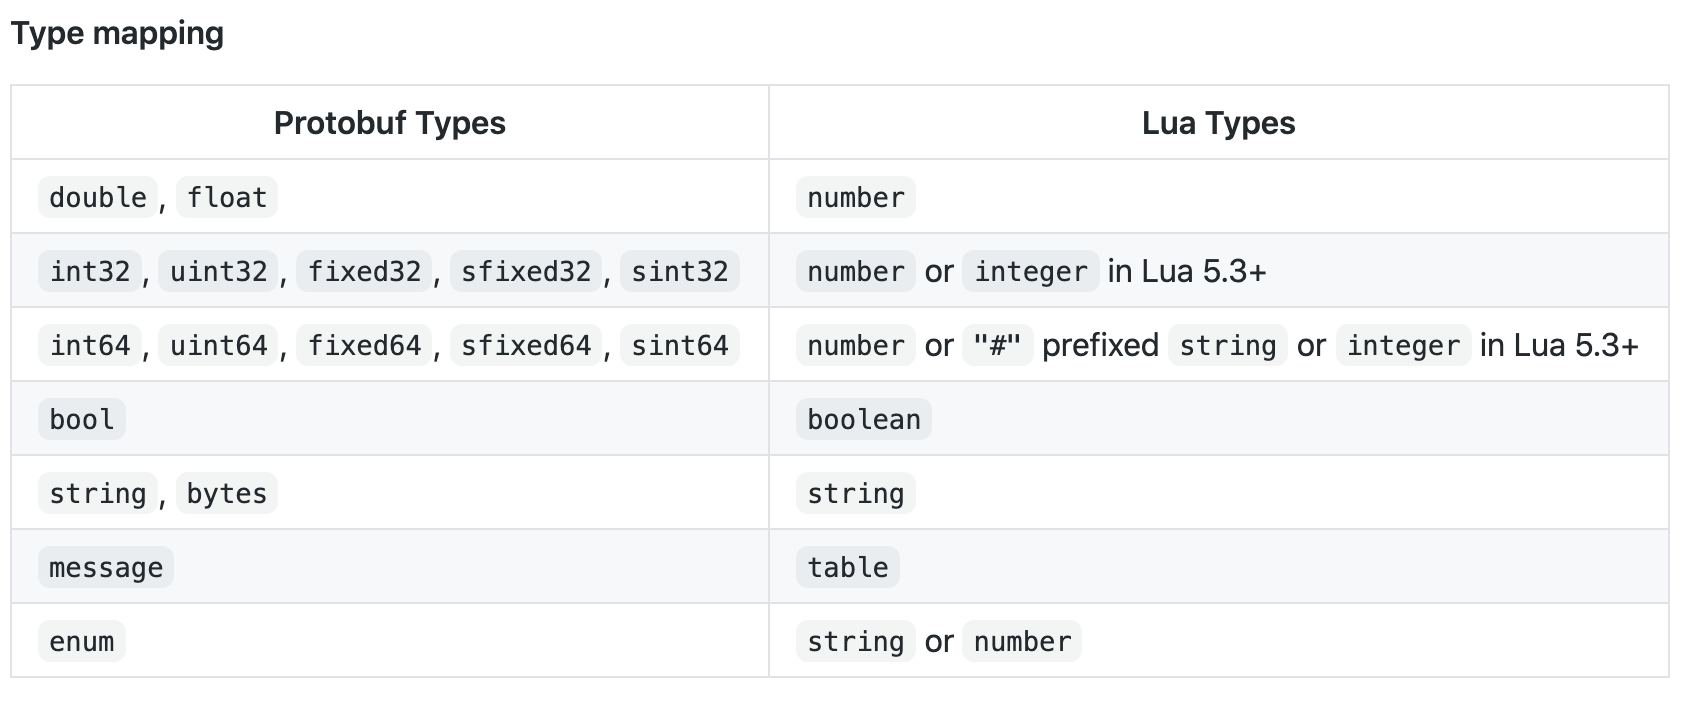 Type mapping
Protobuf Types Lua Types
double, float number
int32, uint32, fixed32, sfixed32, sint32 number or integer in Lua 5.3+
int64, uint64, fixed64, sfixed64, sint64 number or "#" prefixed string or integer in Lua 5.3+
bool boolean
string, bytes string
message table
enum string or number